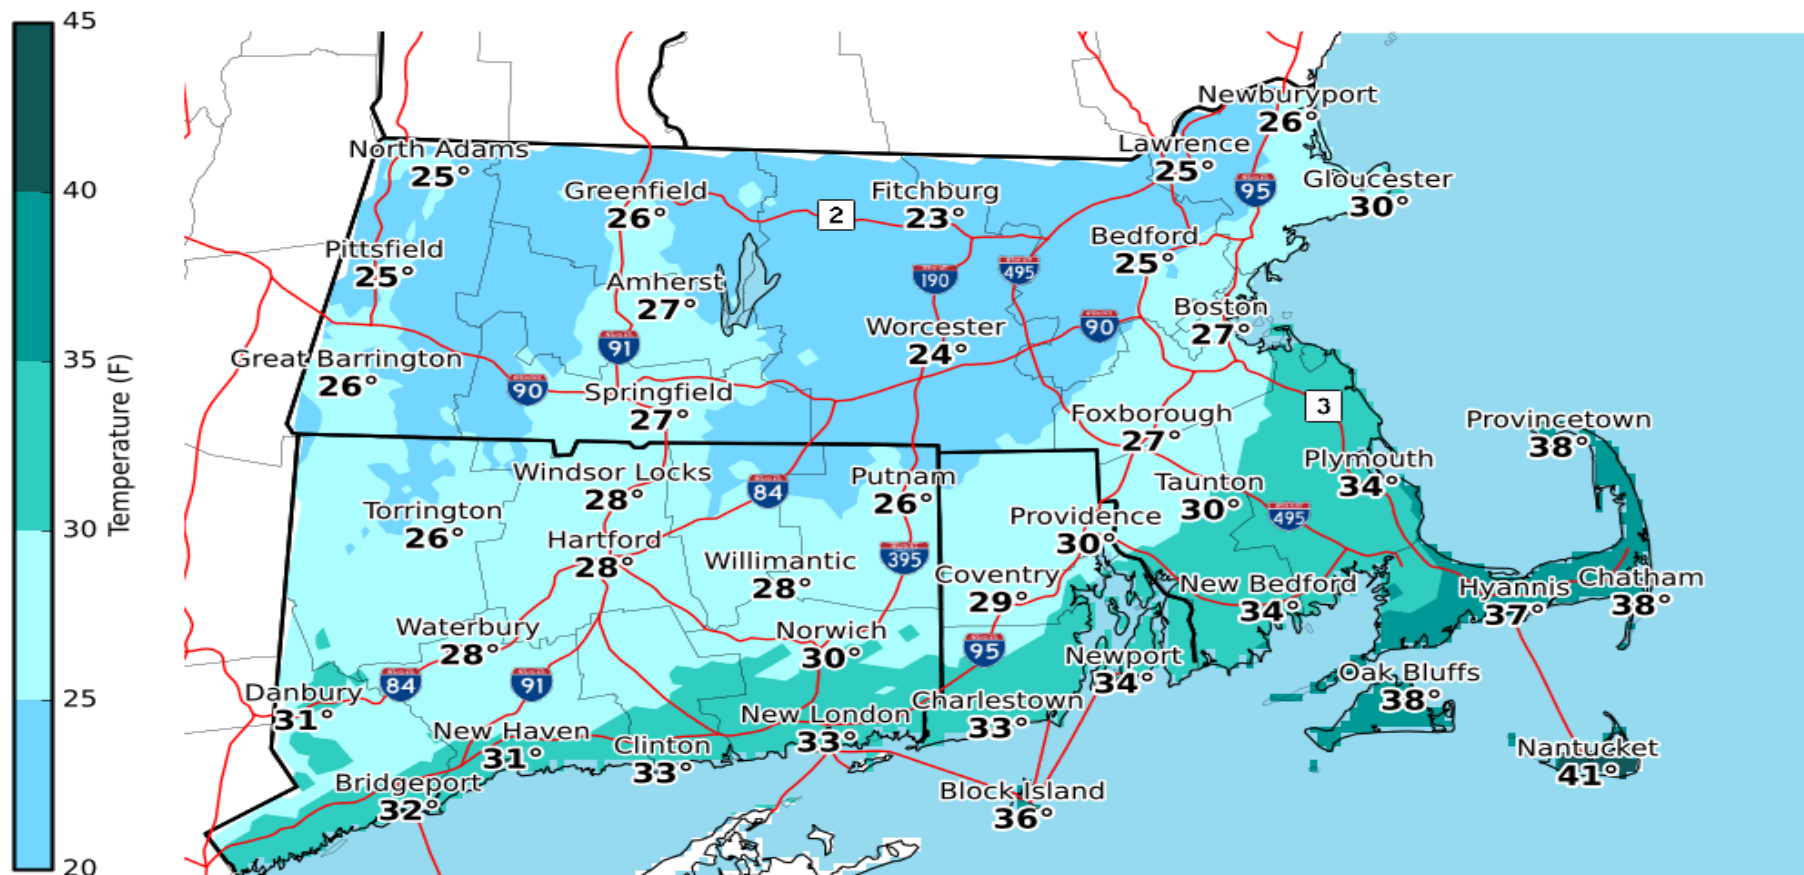 45
40
35
30
25
20
Temperature (F)
Newburyport
26°
North Adams
25°
Lawrence
25°
Greenfield
26°
Fitchburg
23°
Gloucester
30°
95
2
Pittsfield
25°
Bedford
25°
190
495
Amherst
27°
Boston
27°
Worcester
24°
90
91
Great Barrington
26°
90
Springfield
27°
3
Foxborough
27°
Provincetown
38°
Windsor Locks
28°
84
Putnam
26°
Taunton
30°
Plymouth
34°
Torrington
26°
Providence
30°
495
Hartford
28°
Willimantic
28°
395
Coventry
29°
New Bedford
34°
Hyannis
37°
Chatham
38°
Waterbury
28°
Norwich
30°
95
Newport
34°
Oak Bluffs
38°
84
91
Danbury
31°
Charlestown
33°
New Haven
31°
Clinton
33°
New London
33°
Nantucket
41°
Bridgeport
32°
Block Island
36°